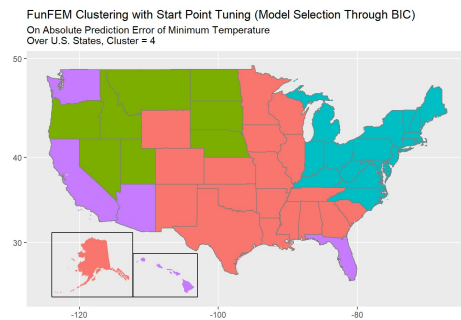 FunFEM Clustering with Start Point Tuning (Model Selection Through BIC)
On Absolute Prediction Error of Minimum Temperature
Over U.S. States, Cluster = 4
50
40
30
-120
-100
-80